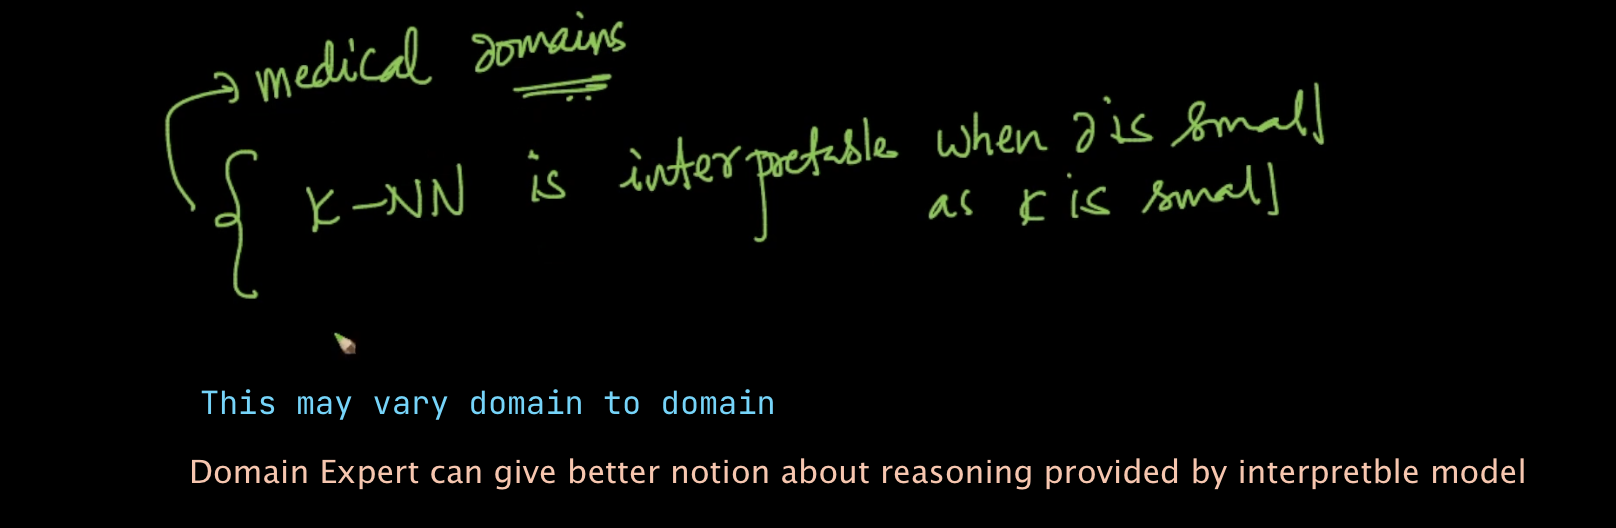 medical domains
K-NN is interpretable when d is small
as K is small
This may vary domain to domain
Domain Expert can give better notion about reasoning provided by interpretble model